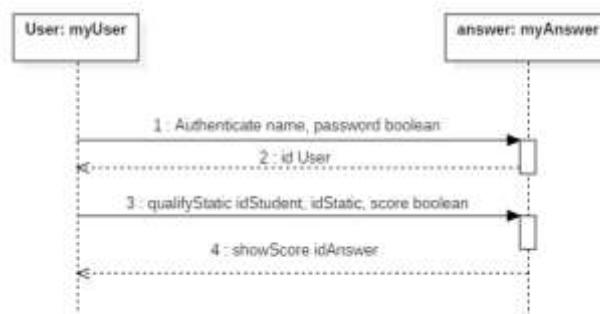 User: myUser
answer: myAnswer
1 : Authenticate name, password boolean
2 : id User
3 : qualifyStatic idStudent, idStatic, score boolean
4 : showScore idAnswer